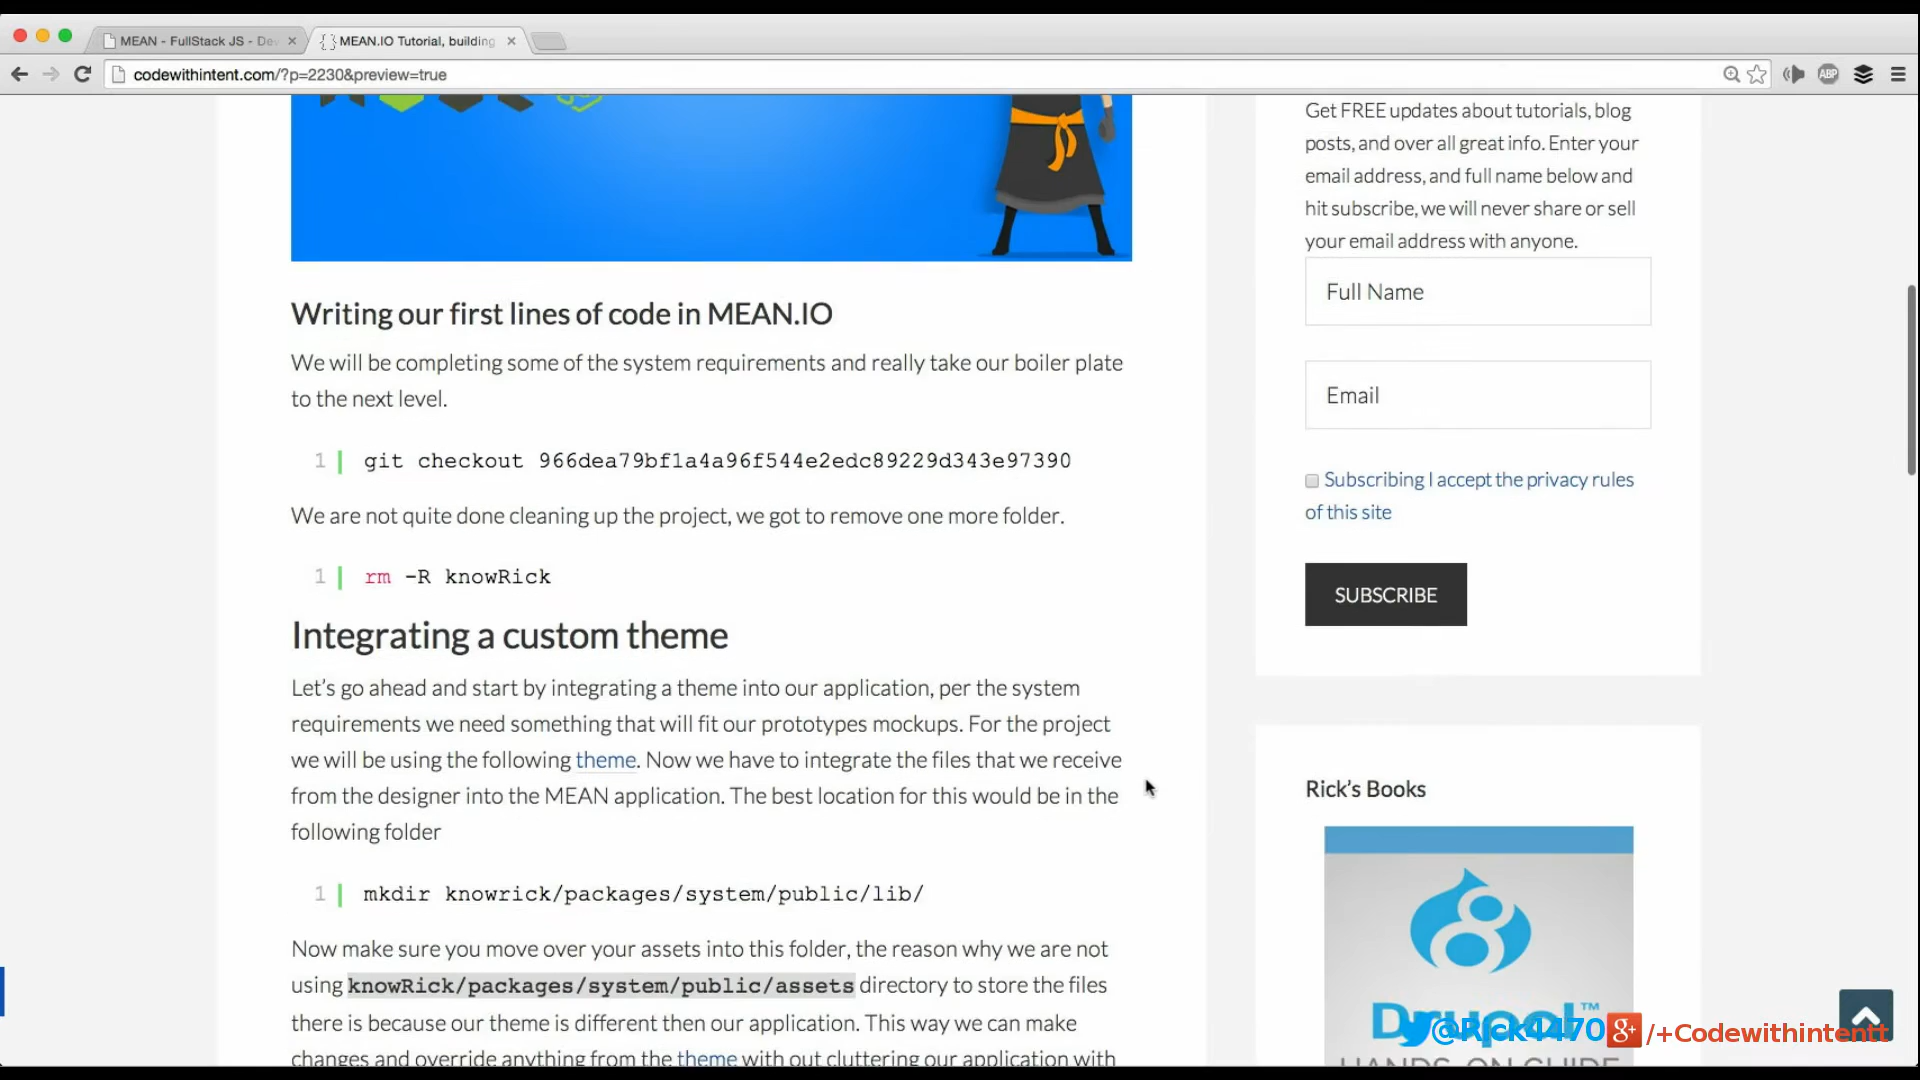 MEAN - FullStack JS - De
{ } MEAN.IO Tutorial, building
codewithintent.com/?p=2230&preview=true
ABP
Writing our first lines of code in MEAN.IO
We will be completing some of the system requirements and really take our boiler plate
to the next level.
1 git checkout 966dea79bf1a4a96f544e2edc89229d343e97390
We are not quite done cleaning up the project, we got to remove one more folder.
1 rm -R knowRick
Integrating a custom theme
Let's go ahead and start by integrating a theme into our application, per the system
requirements we need something that will fit our prototypes mockups. For the project
we will be using the following theme. Now we have to integrate the files that we receive
from the designer into the MEAN application. The best location for this would be in the
following folder
1 mkdir knowrick/packages/system/public/lib/
Now make sure you move over your assets into this folder, the reason why we are not
using knowRick/packages/system/public/assets directory to store the files
there is because our theme is different then our application. This way we can make
changes and override anything from the theme with out cluttering our application with
Get FREE updates about tutorials, blog
posts, and over all great info. Enter your
email address, and full name below and
hit subscribe, we will never share or sell
your email address with anyone.
Full Name
Email
Subscribing I accept the privacy rules
of this site
SUBSCRIBE
Rick's Books
Drupal™
HANDS-ON GUIDE
@Rick4470 g+ /+Codewithintentt